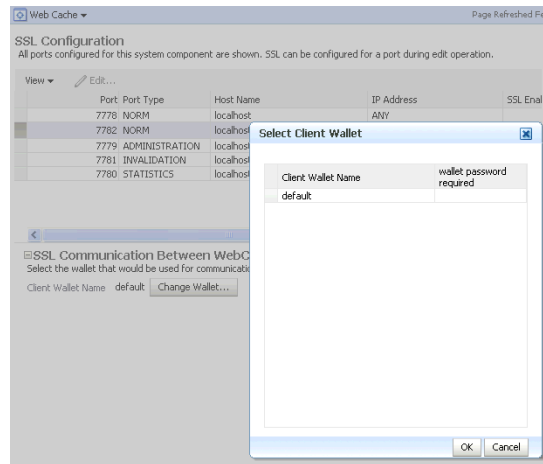 Web Cache
Page Refreshed Fe
SSL Configuration
All ports configured for this system component are shown. SSL can be configured for a port during edit operation.
View Edit...
Port Port Type Host Name IP Address SSL Enal
7778 NORM localhost ANY
7782 NORM localhost
7779 ADMINISTRATION localhost
7781 INVALIDATION localhost
7780 STATISTICS localhost
SSL Communication Between WebC
Select the wallet that would be used for communicatio
Client Wallet Name default Change Wallet...
Select Client Wallet
Client Wallet Name wallet password required
default
OK Cancel